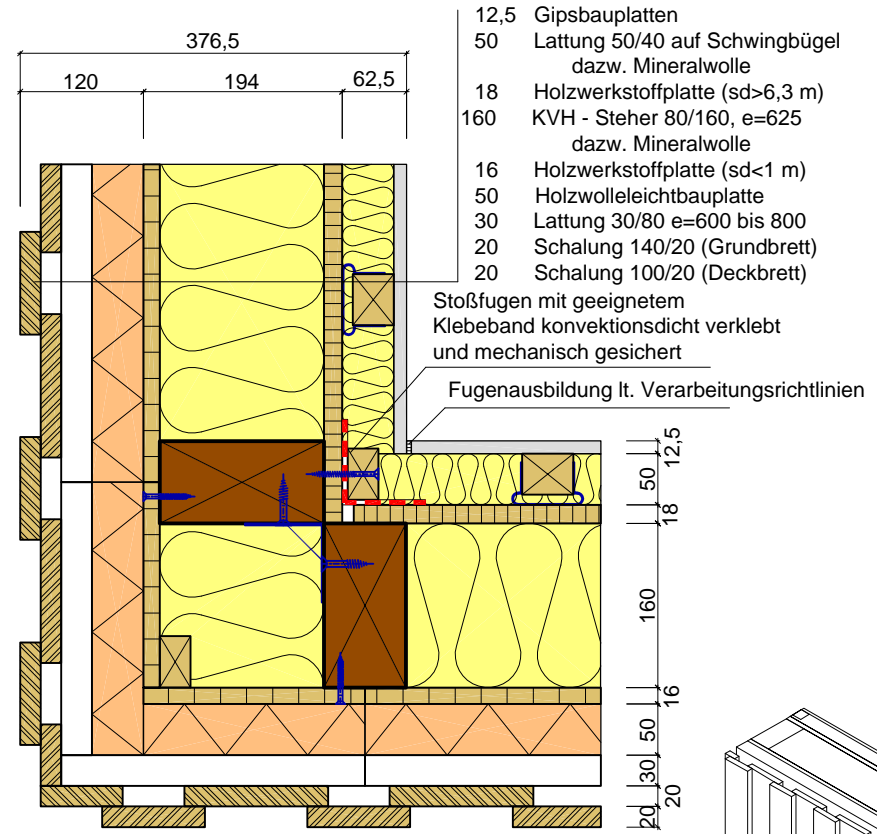 12,5 Gipsbauplatten
50 Lattung 50/40 auf Schwingbügel
dazw. Mineralwolle
18 Holzwerkstoffplatte (sd>6,3 m)
160 KVH - Steher 80/160, e=625
dazw. Mineralwolle
16 Holzwerkstoffplatte (sd<1 m)
50 Holzwolleleichtbauplatte
30 Lattung 30/80 e=600 bis 800
20 Schalung 140/20 (Grundbrett)
20 Schalung 100/20 (Deckbrett)
376,5
120 194 62,5
Stoßfugen mit geeignetem
Klebeband konvektionsdicht verklebt
und mechanisch gesichert
Fugenausbildung lt. Verarbeitungsrichtlinien
12,5
50
18
160
16
50
30
20
20